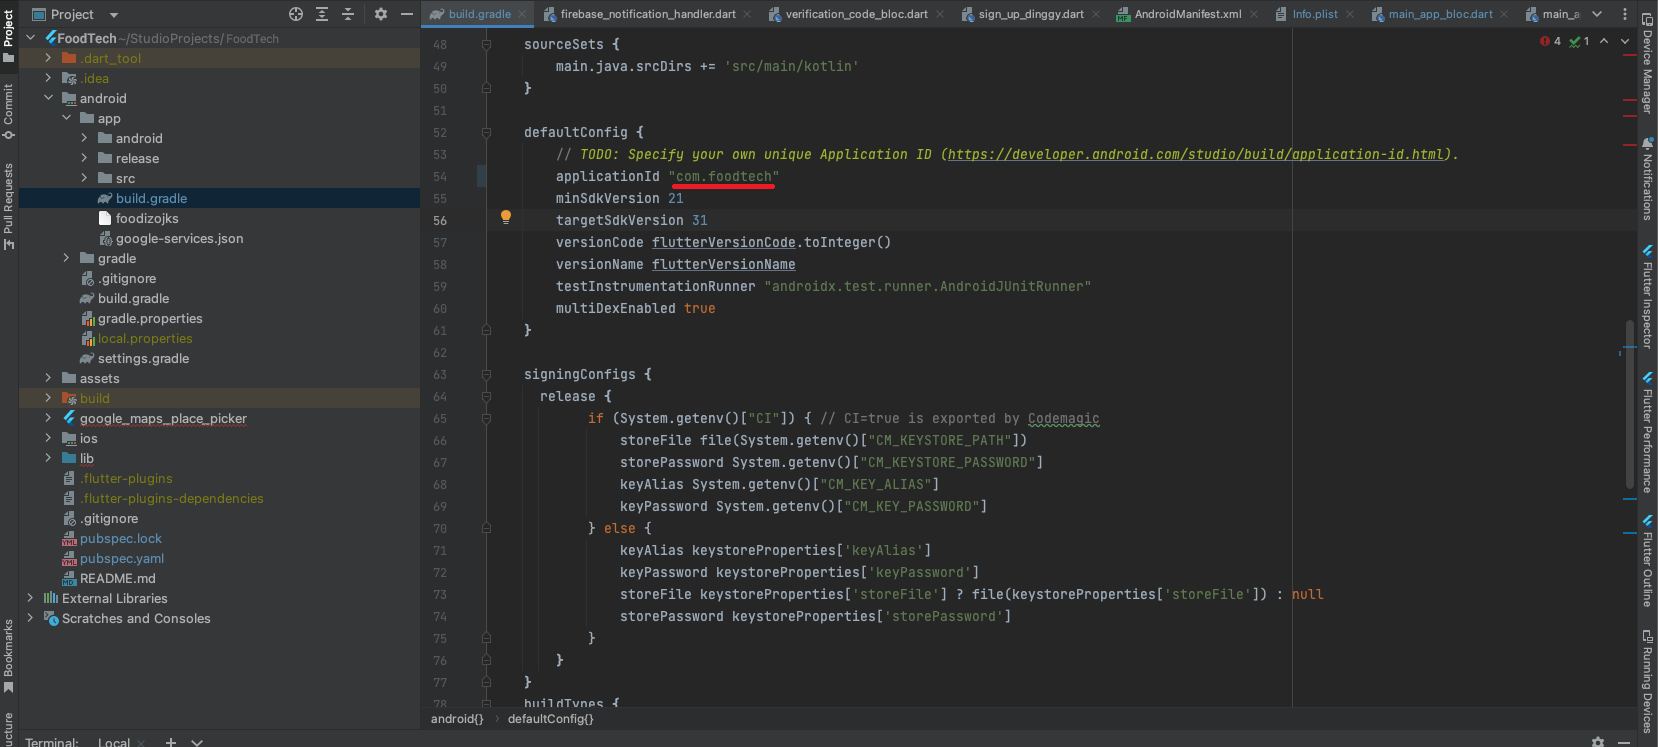 Project
build.gradle
firebase_notification_handler.dart
verification_code_bloc.dart
sign_up_dinggy.dart
AndroidManifest.xml
Info.plist
main_app_bloc.dart
main_a
Project
Commit
Pull Requests
Bookmarks
ucture
FoodTech ~/StudioProjects/FoodTech
.dart_tool
.idea
android
app
android
release
src
build.gradle
foodizojks
google-services.json
gradle
.gitignore
build.gradle
gradle.properties
local.properties
settings.gradle
assets
build
google_maps_place_picker
ios
lib
.flutter-plugins
.flutter-plugins-dependencies
.gitignore
pubspec.lock
pubspec.yaml
README.md
External Libraries
Scratches and Consoles
4 1
48 sourceSets {
49 main.java.srcDirs += 'src/main/kotlin'
50 }
51
52 defaultConfig {
53 // TODO: Specify your own unique Application ID (https://developer.android.com/studio/build/application-id.html).
54 applicationId "com.foodtech"
55 minSdkVersion 21
56 targetSdkVersion 31
57 versionCode flutterVersionCode.toInteger()
58 versionName flutterVersionName
59 testInstrumentationRunner "androidx.test.runner.AndroidJUnitRunner"
60 multiDexEnabled true
61 }
62
63 signingConfigs {
64 release {
65 if (System.getenv()["CI"]) { // CI=true is exported by Codemagic
66 storeFile file(System.getenv()["CM_KEYSTORE_PATH"])
67 storePassword System.getenv()["CM_KEYSTORE_PASSWORD"]
68 keyAlias System.getenv()["CM_KEY_ALIAS"]
69 keyPassword System.getenv()["CM_KEY_PASSWORD"]
70 } else {
71 keyAlias keystoreProperties['keyAlias']
72 keyPassword keystoreProperties['keyPassword']
73 storeFile keystoreProperties['storeFile'] ? file(keystoreProperties['storeFile']) : null
74 storePassword keystoreProperties['storePassword']
75 }
76 }
77 }
78 buildTypes {
android{} › defaultConfig{}
Device Manager
Notifications
Flutter Inspector
Flutter Performance
Flutter Outline
Running Devices
Terminal: Local